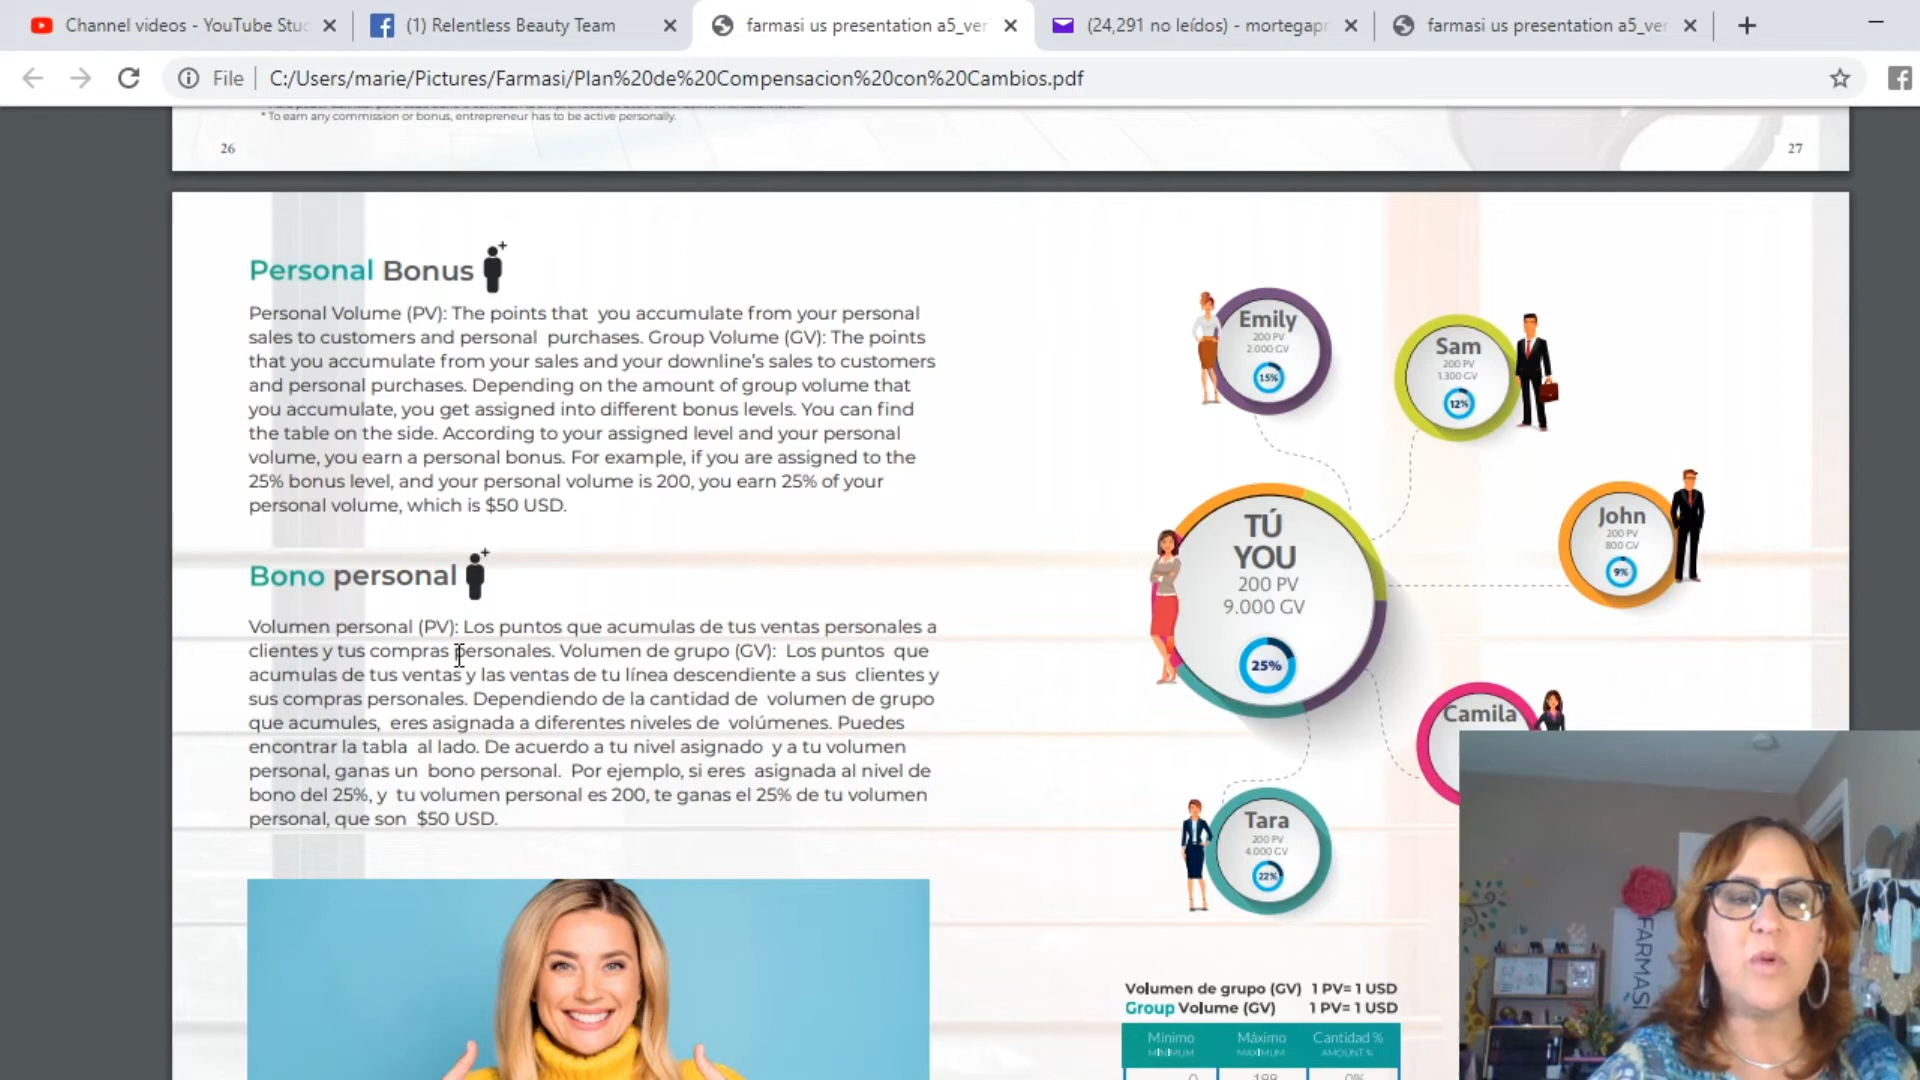 Channel videos - YouTube Stud
(1) Relentless Beauty Team
farmasi us presentation a5_ver
(24,291 no leídos) - mortegapr
farmasi us presentation a5_ver
File
C:/Users/marie/Pictures/Farmasi/Plan%20de%20Compensacion%20con%20Cambios.pdf
* To earn any commission or bonus, entrepreneur has to be active personally.
26
27
Personal Bonus
Personal Volume (PV): The points that you accumulate from your personal
sales to customers and personal purchases. Group Volume (GV): The points
that you accumulate from your sales and your downline's sales to customers
and personal purchases. Depending on the amount of group volume that
you accumulate, you get assigned into different bonus levels. You can find
the table on the side. According to your assigned level and your personal
volume, you earn a personal bonus. For example, if you are assigned to the
25% bonus level, and your personal volume is 200, you earn 25% of your
personal volume, which is $50 USD.
Bono personal
Volumen personal (PV): Los puntos que acumulas de tus ventas personales a
clientes y tus compras personales. Volumen de grupo (GV): Los puntos que
acumulas de tus ventas y las ventas de tu línea descendiente a sus clientes y
sus compras personales. Dependiendo de la cantidad de volumen de grupo
que acumules, eres asignada a diferentes niveles de volúmenes. Puedes
encontrar la tabla al lado. De acuerdo a tu nivel asignado y a tu volumen
personal, ganas un bono personal. Por ejemplo, si eres asignada al nivel de
bono del 25%, y tu volumen personal es 200, te ganas el 25% de tu volumen
personal, que son $50 USD.
Emily
200 PV
2.000 GV
15%
Sam
200 PV
1.300 GV
12%
John
200 PV
800 GV
9%
TÚ
YOU
200 PV
9.000 GV
25%
Camila
Tara
200 PV
4.000 GV
22%
Volumen de grupo (GV) 1 PV= 1 USD
Group Volume (GV) 1 PV= 1 USD
Mínimo Máximo Cantidad %
MINIMUM MAXIMUM AMOUNT %
0 199 0%
FARMASI